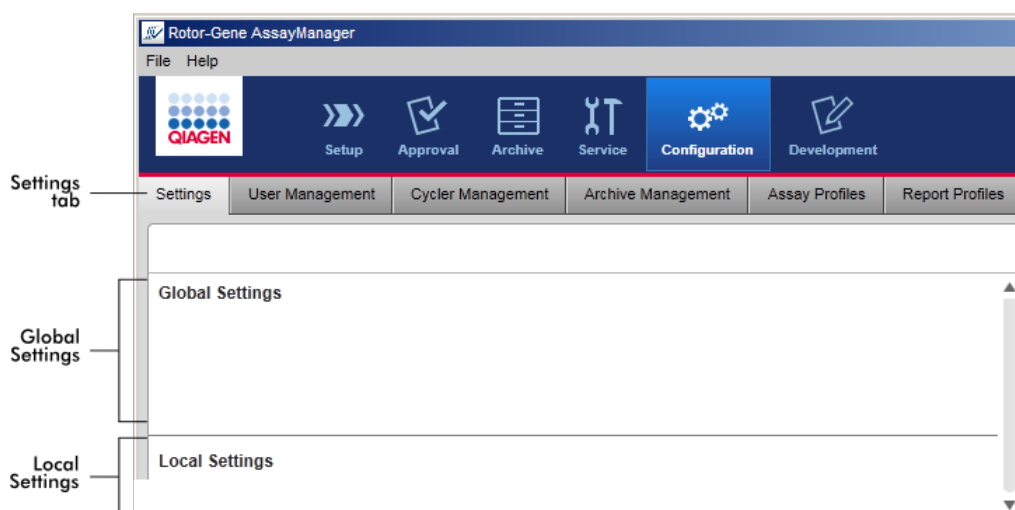 Rotor-Gene AssayManager
File Help
QIAGEN
Setup Approval Archive Service Configuration Development
Settings tab
Settings User Management Cycler Management Archive Management Assay Profiles Report Profiles
Global Settings
Global Settings
Local Settings
Local Settings